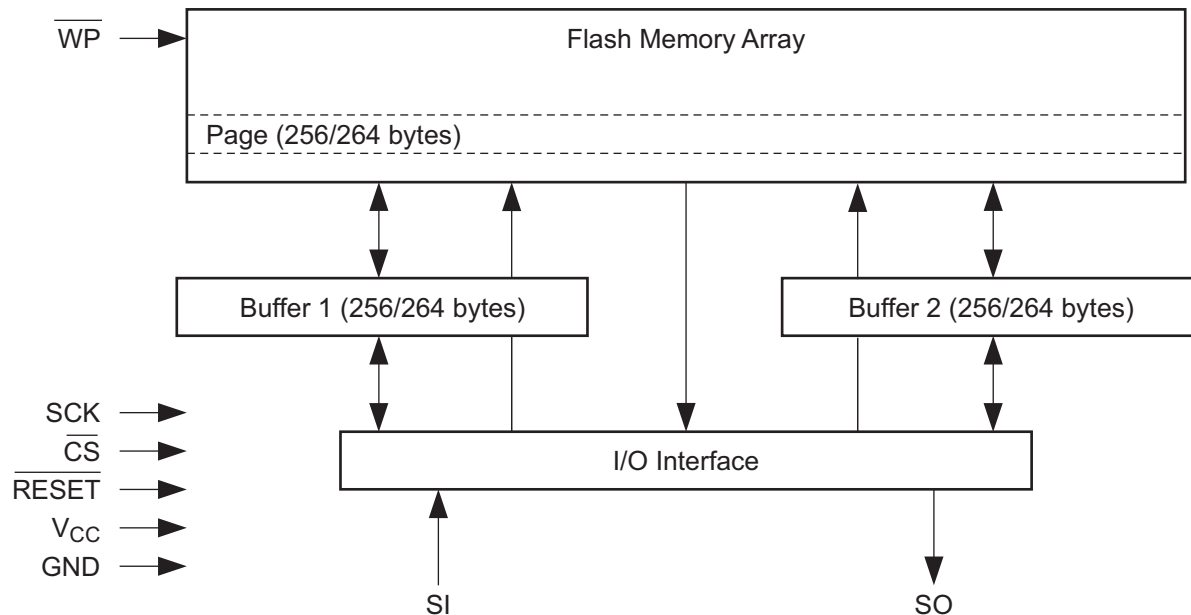 WP
Flash Memory Array
Page (256/264 bytes)
Buffer 1 (256/264 bytes)
Buffer 2 (256/264 bytes)
SCK
CS
RESET
VCC
GND
I/O Interface
SI
SO